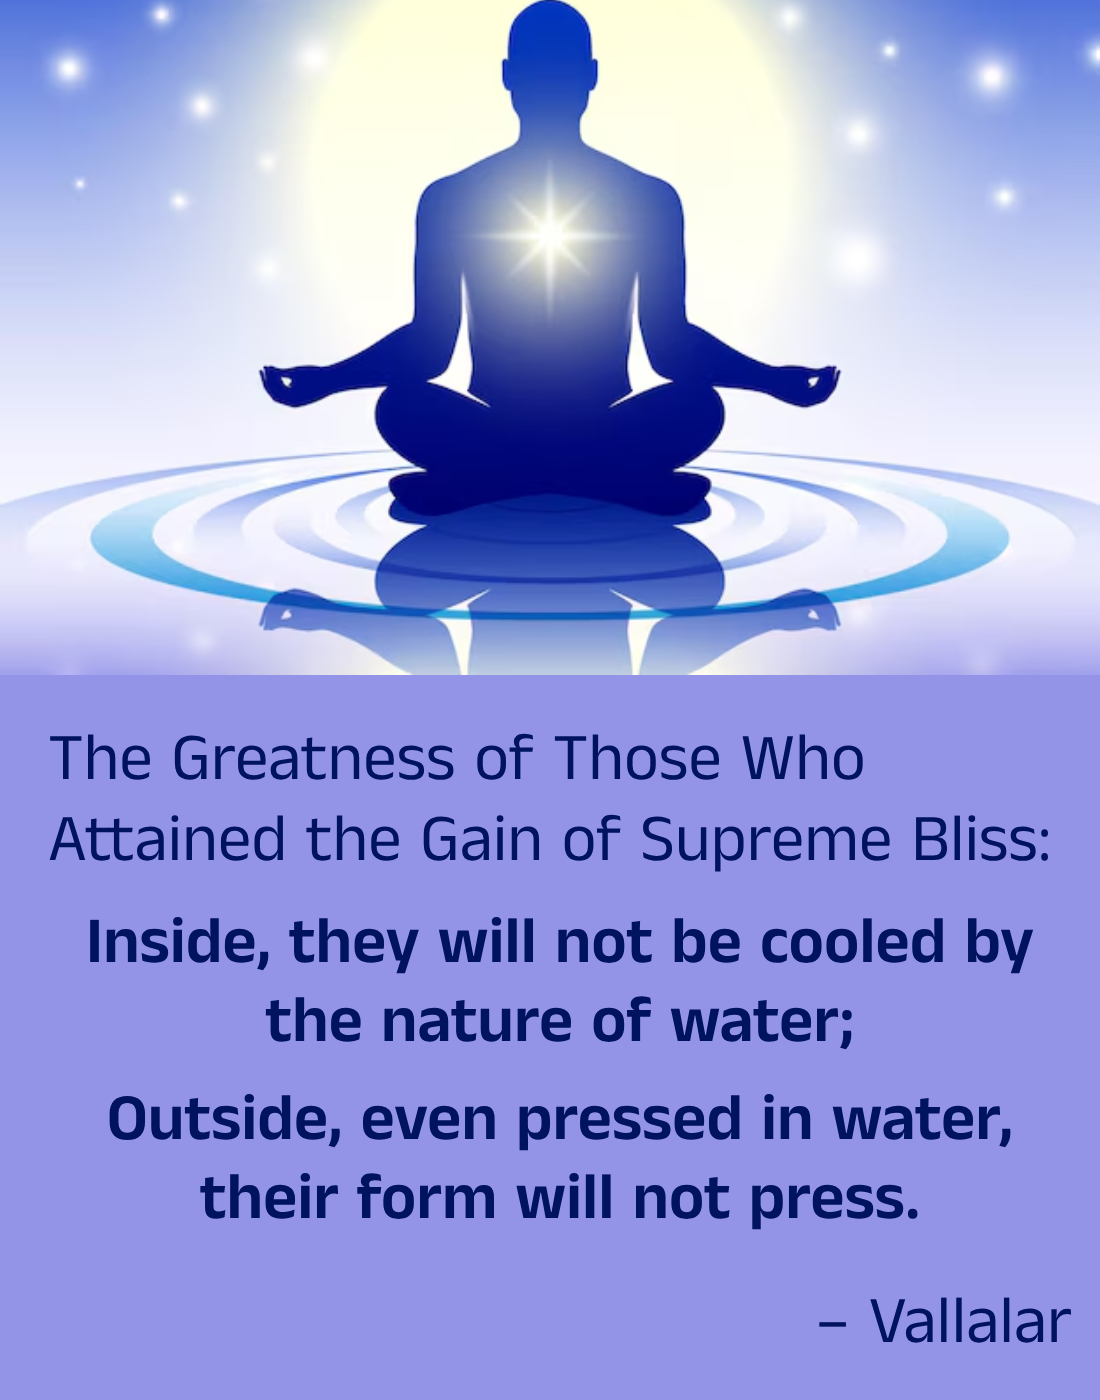 The Greatness of Those Who
Attained the Gain of Supreme Bliss:
Inside, they will not be cooled by
the nature of water;
Outside, even pressed in water,
their form will not press.
– Vallalar